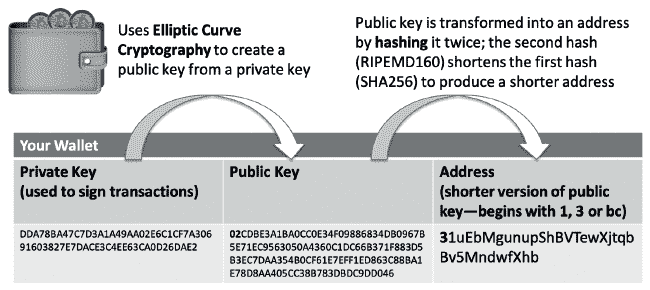 Uses Elliptic Curve
Cryptography to create a
public key from a private key
Public key is transformed into an address
by hashing it twice; the second hash
(RIPEMD160) shortens the first hash
(SHA256) to produce a shorter address
Your Wallet
Private Key
(used to sign transactions)
Public Key
Address
(shorter version of public
key—begins with 1, 3 or bc)
DDA78BA47C7D3A1A49AA02E6C1CF7A306
91603827E7DACE3C4EE63CA0D26DAE2
02CDBE3A1BA0CC0E34F09886834DB0967B
5E71EC9563050A4360C1DC66B371F883D5
B3EC7DAA354B0CF61E7EFF1ED863C88BA1
E78D8AA405CC38B783DBDC9DD046
31uEbMgunupShBVTewXjtqb
Bv5MndwfXhb